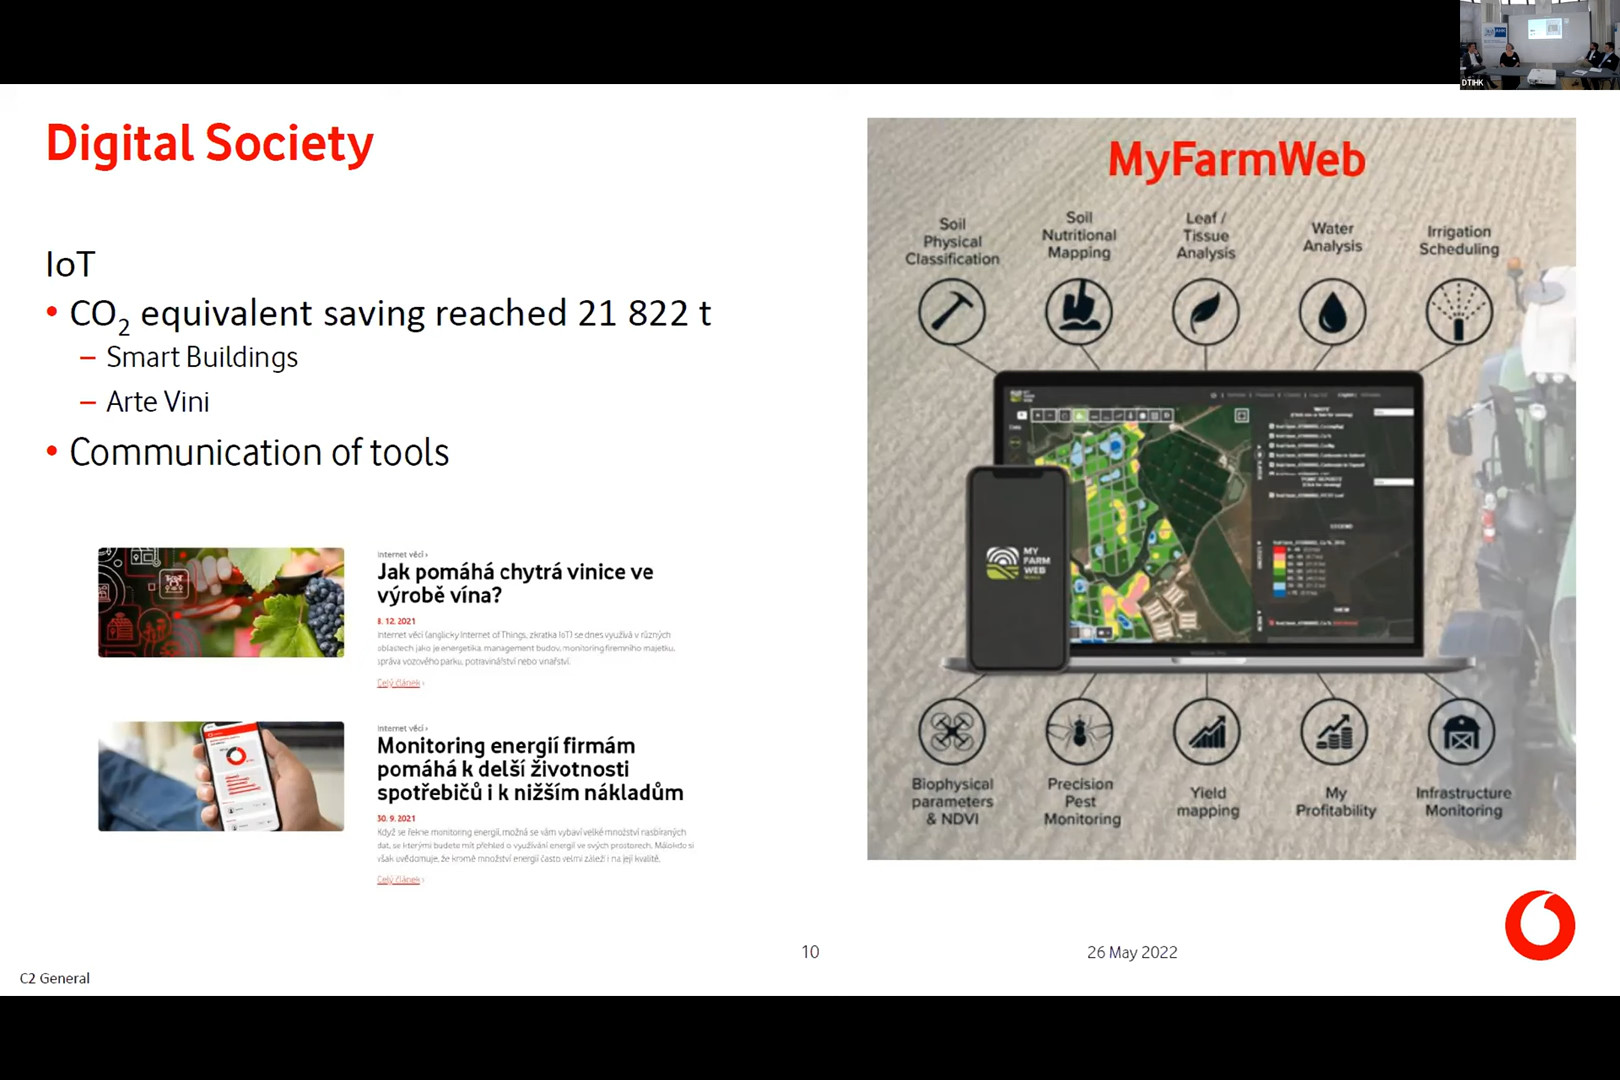 DTIHK
Digital Society
IoT
• CO2 equivalent saving reached 21 822 t
– Smart Buildings
– Arte Vini
• Communication of tools
Internet věcí ›
Jak pomáhá chytrá vinice ve
výrobě vína?
8. 12. 2021
Internet věcí (anglicky Internet of Things, zkratka IoT) se dnes využívá v různých
oblastech jako je energetika, management budov, monitoring firemního majetku,
správa vozového parku, potravinářství nebo vinařství.
Celý článek ›
Internet věcí ›
Monitoring energií firmám
pomáhá k delší životnosti
spotřebičů i k nižším nákladům
30. 9. 2021
Když se řekne monitoring energií, možná se vám vybaví velké množství nasbíraných
dat, se kterými budete mít přehled o využívání energií ve svých prostorech. Málokdo si
však uvědomuje, že kromě množství energií často velmi záleží i na její kvalitě.
Celý článek ›
MyFarmWeb
Soil
Physical
Classification
Soil
Nutritional
Mapping
Leaf /
Tissue
Analysis
Water
Analysis
Irrigation
Scheduling
MY
FARM
WEB
Biophysical
parameters
& NDVI
Precision
Pest
Monitoring
Yield
mapping
My
Profitability
Infrastructure
Monitoring
10
26 May 2022
C2 General